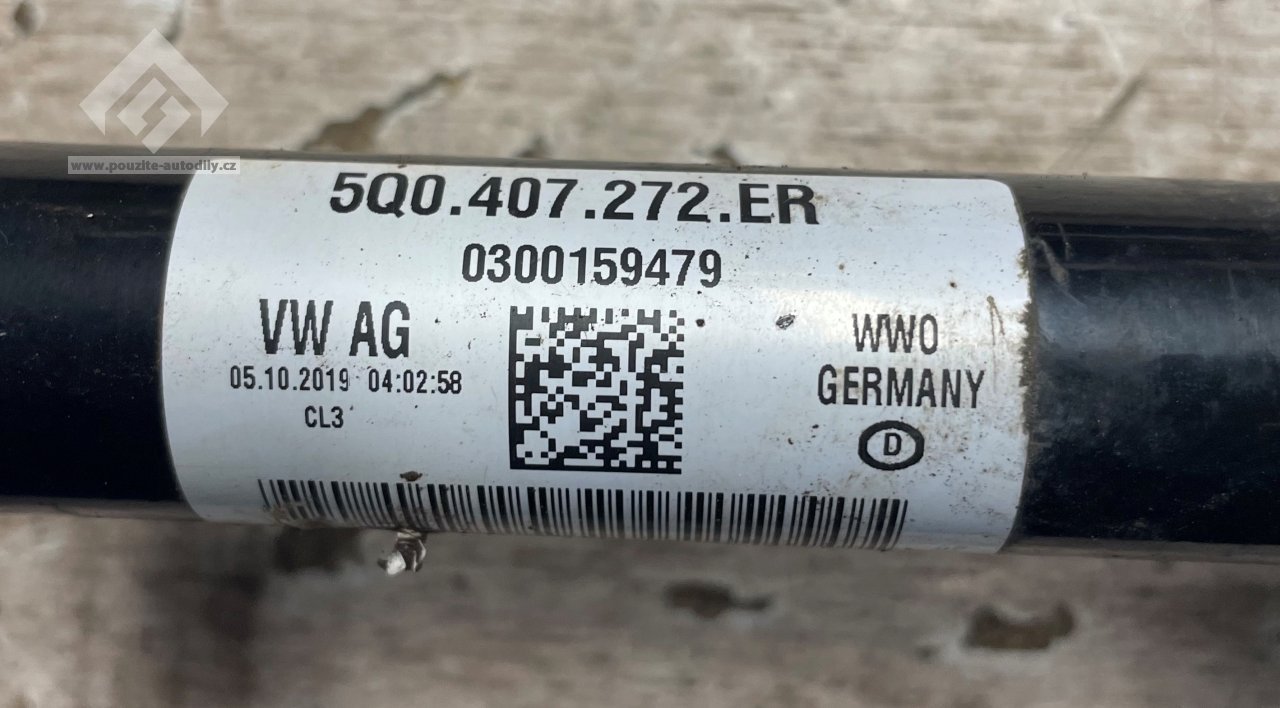 www.pouzite-autodily.cz
5Q0.407.272.ER
0300159479
VW AG
05.10.2019 04:02:58
CL3
WWO
GERMANY
D